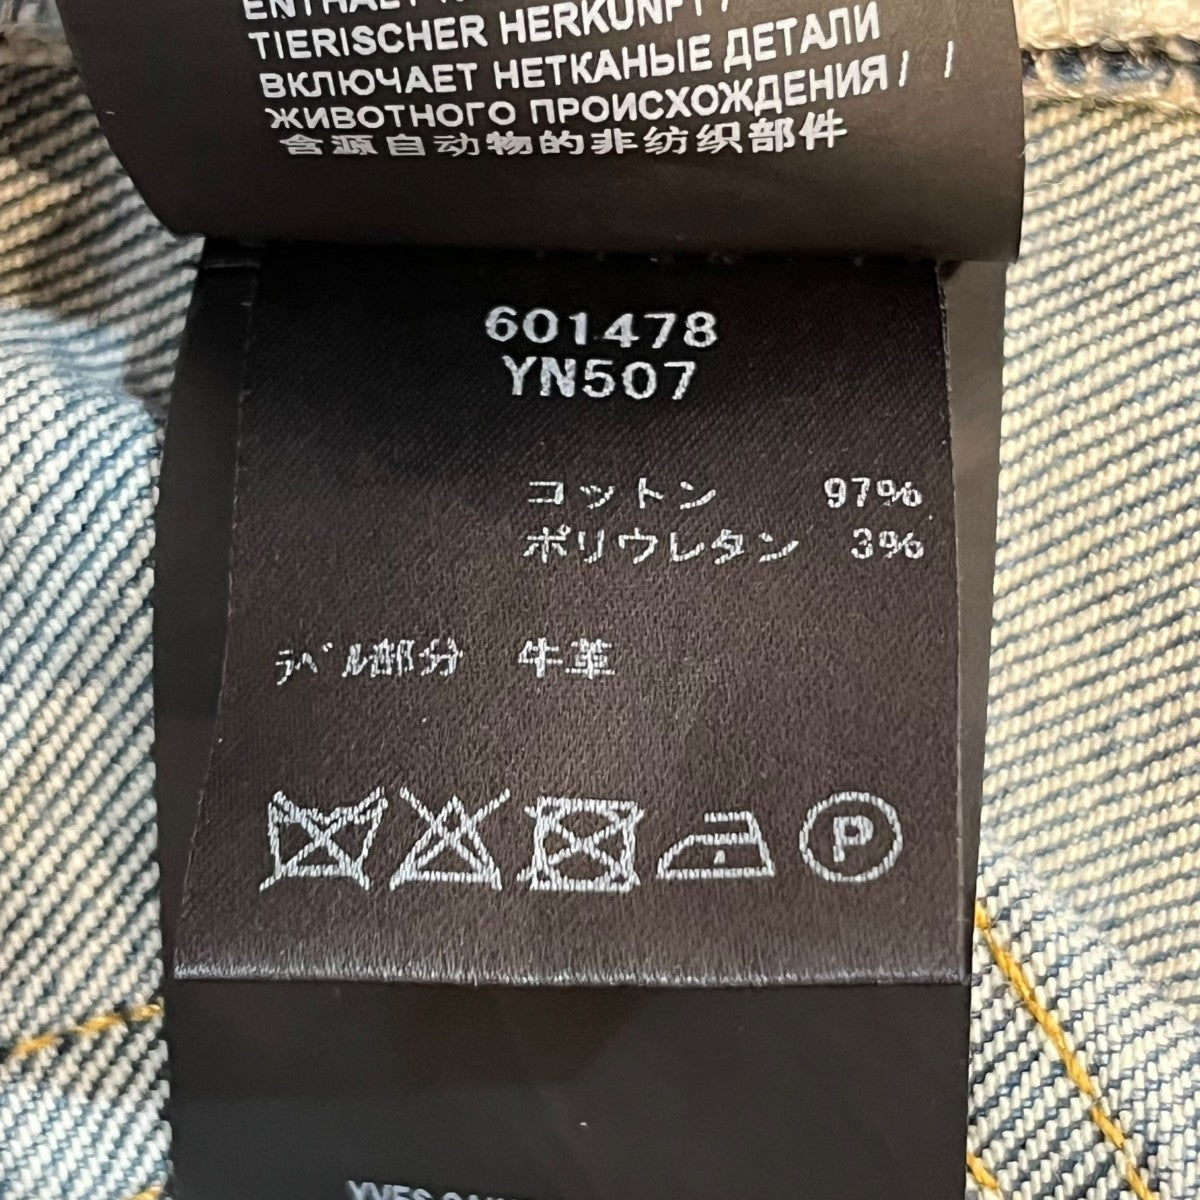 ENTHALT
TIERISCHER HERKUNFT /
ВКЛЮЧАЕТ НЕТКАНЫЕ ДЕТАЛИ
ЖИВОТНОГО ПРОИСХОЖДЕНИЯ / /
含源自动物的非纺织部件
601478
YN507
コットン 97%
ポリウレタン 3%
ラベル部分 牛革
P
YVES